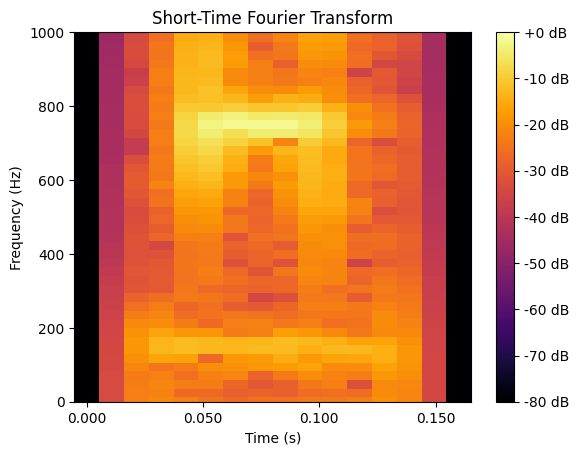 Short-Time Fourier Transform
Frequency (Hz)
1000
800
600
400
200
0
0.000
0.050
0.100
0.150
Time (s)
+0 dB
-10 dB
-20 dB
-30 dB
-40 dB
-50 dB
-60 dB
-70 dB
-80 dB